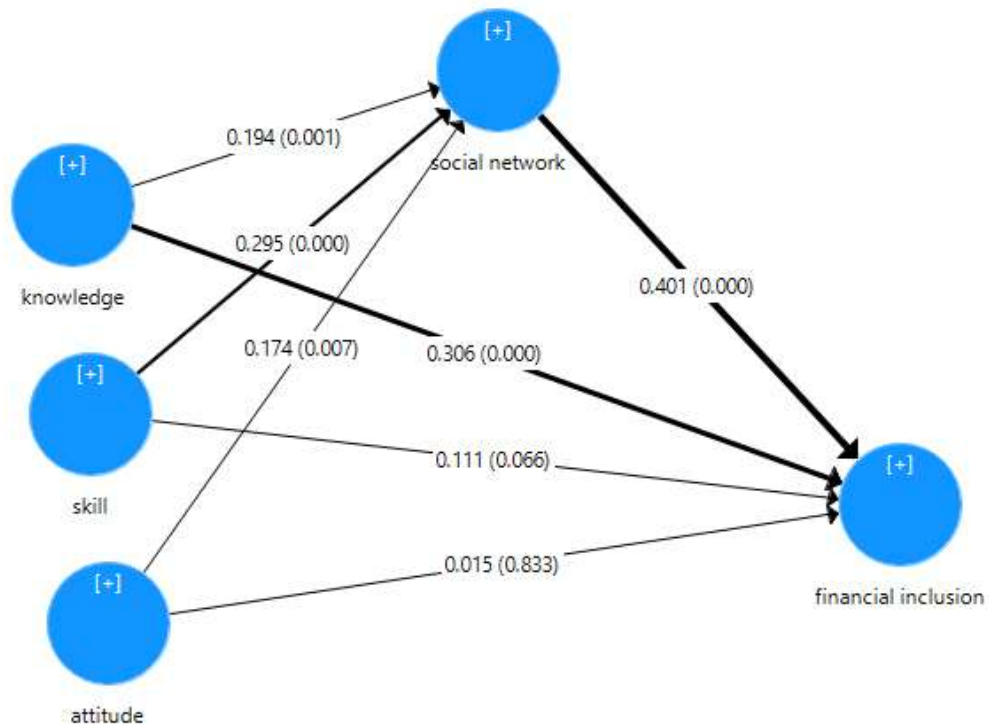 [+]
social network
0.194 (0.001)
[+]
knowledge
0.295 (0.000)
0.401 (0.000)
0.174 (0.007)
0.306 (0.000)
[+]
skill
0.111 (0.066)
[+]
financial inclusion
0.015 (0.833)
[+]
attitude